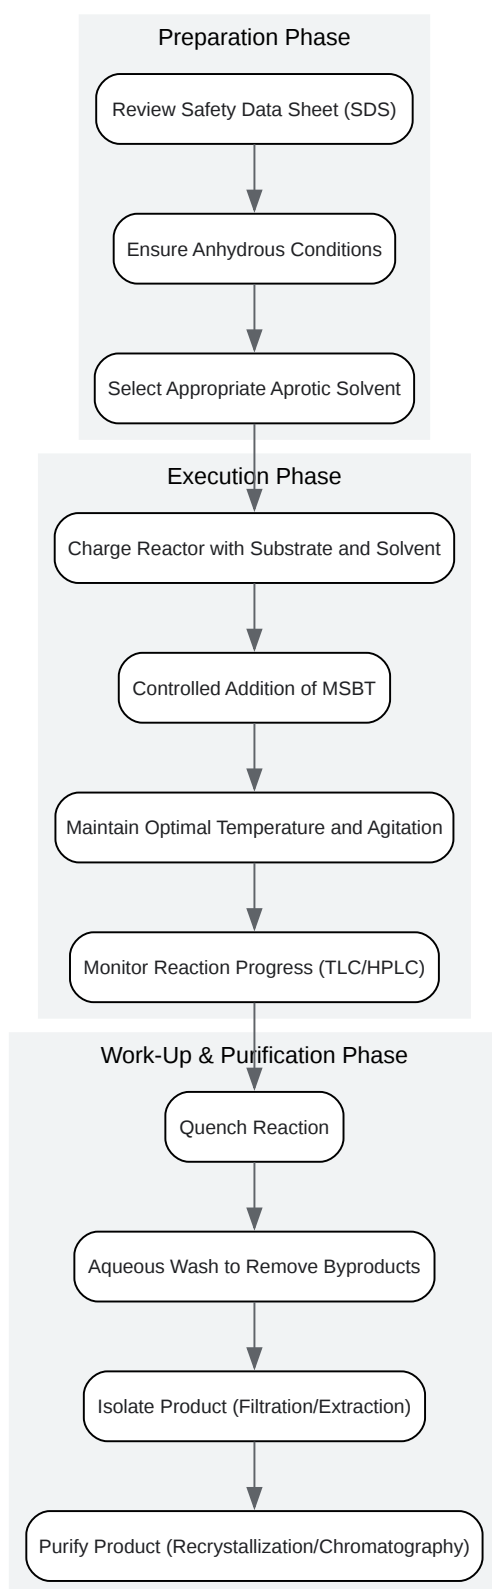 Preparation Phase
Review Safety Data Sheet (SDS)
Ensure Anhydrous Conditions
Select Appropriate Aprotic Solvent
Execution Phase
Charge Reactor with Substrate and Solvent
Controlled Addition of MSBT
Maintain Optimal Temperature and Agitation
Monitor Reaction Progress (TLC/HPLC)
Work-Up & Purification Phase
Quench Reaction
Aqueous Wash to Remove Byproducts
Isolate Product (Filtration/Extraction)
Purify Product (Recrystallization/Chromatography)